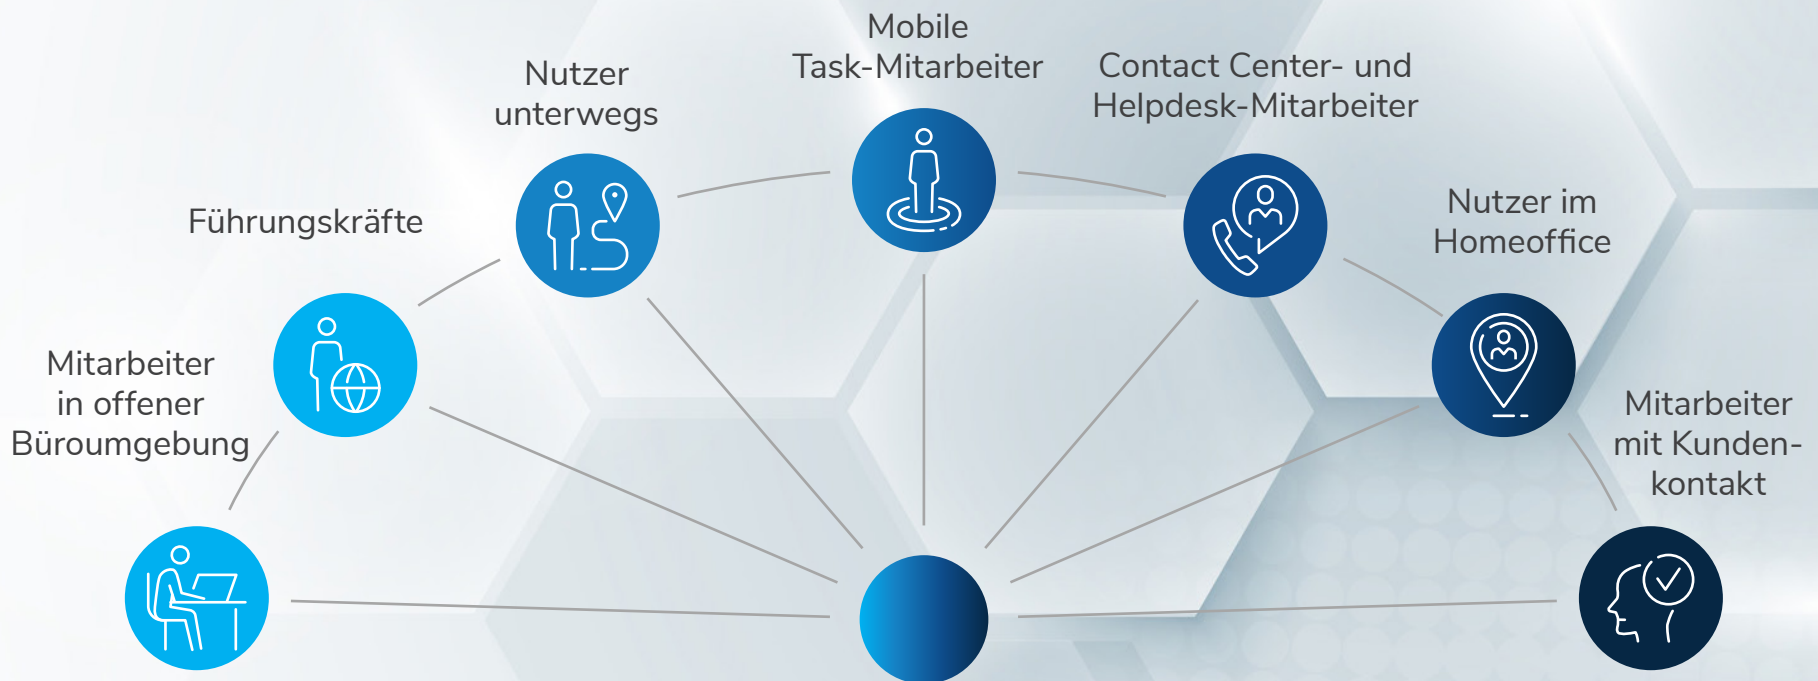 Mitarbeiter
in offener
Büroumgebung
Führungskräfte
Nutzer
unterwegs
Mobile
Task-Mitarbeiter
Contact Center- und
Helpdesk-Mitarbeiter
Nutzer im
Homeoffice
Mitarbeiter
mit Kunden-
kontakt